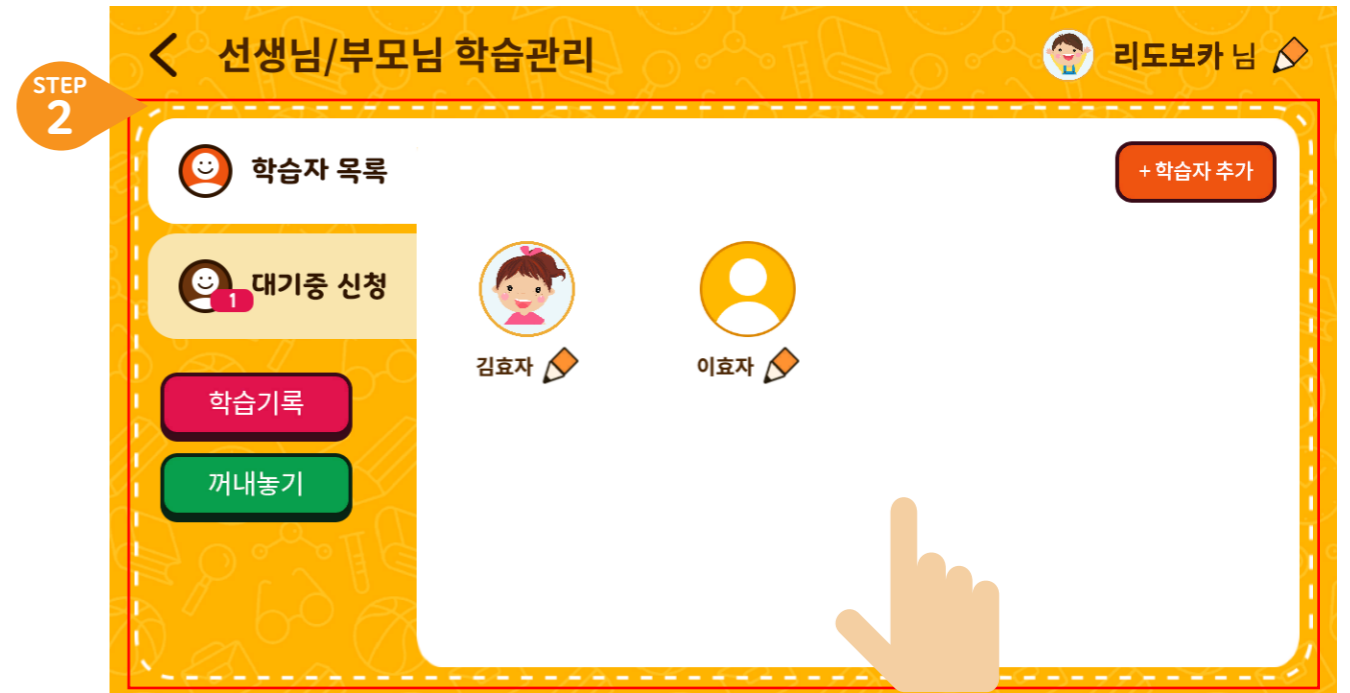 선생님/부모님 학습관리
리도보카 님
STEP
2
학습자 목록
+ 학습자 추가
1
대기중 신청
김효자
이효자
학습기록
꺼내놓기